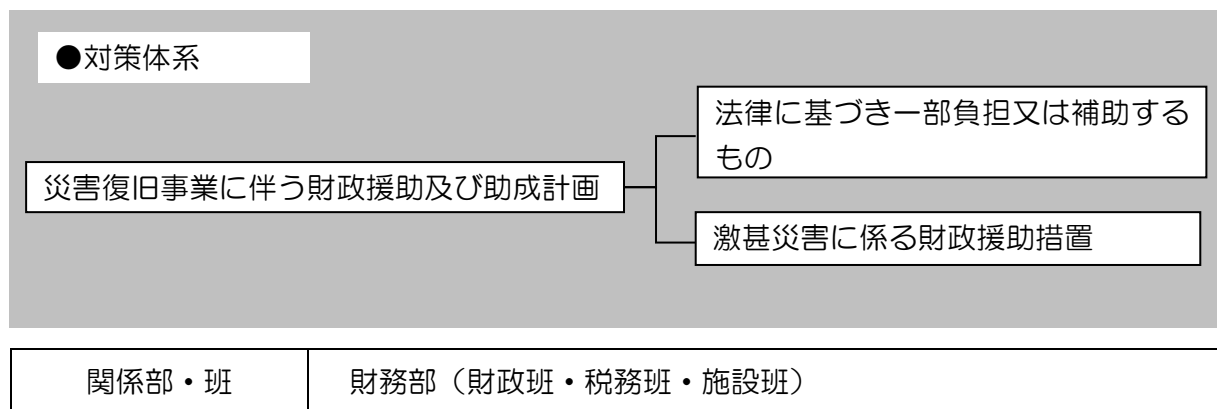 ●対策体系
法律に基づき一部負担又は補助する
もの
災害復旧事業に伴う財政援助及び助成計画
激甚災害に係る財政援助措置
関係部・班 財務部（財政班・税務班・施設班）